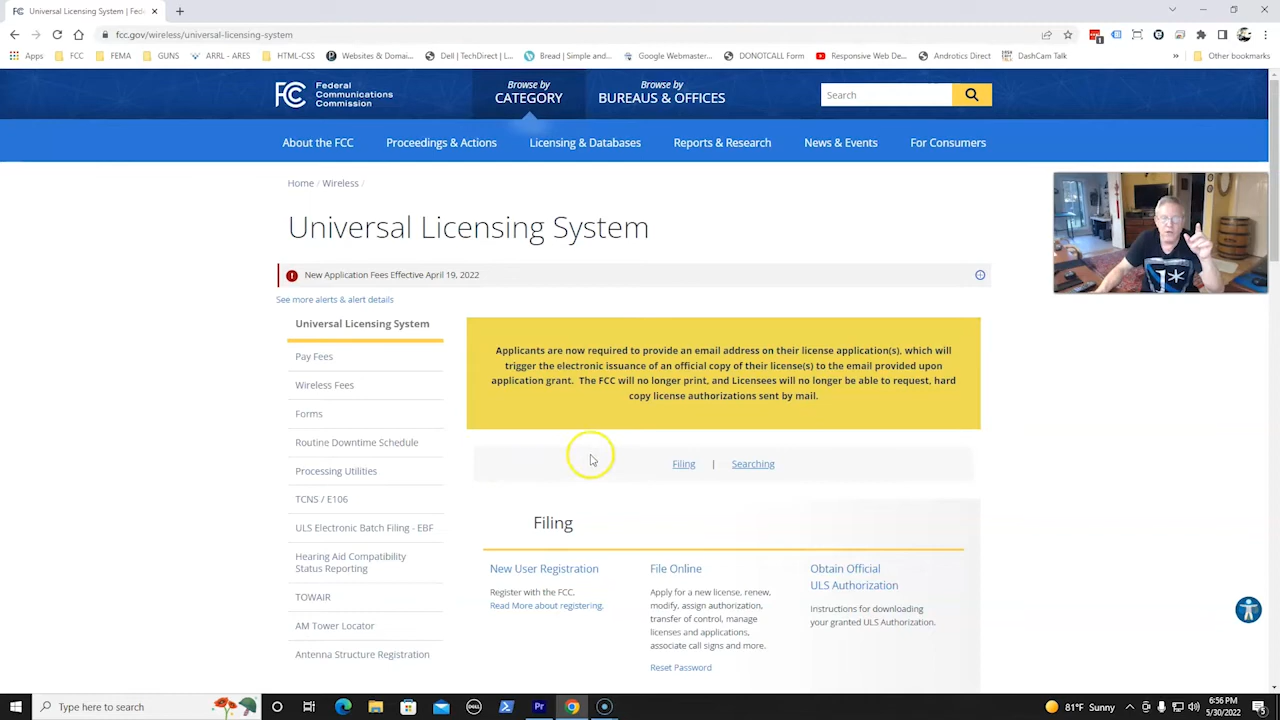 Universal Licensing System (Fed
fcc.gov/wireless/universal-licensing-system
1
Apps
FCC
FEMA
GUNS
ARRL - ARES
HTML-CSS
Websites & Domai...
Dell | TechDirect | L...
Bread | Simple and...
Google Webmaster...
DONOTCALL Form
Responsive Web De...
Androtics Direct
DashCam Talk
»
Other bookmarks
FC
Federal
Communications
Commission
Browse by
CATEGORY
Browse by
BUREAUS & OFFICES
Search
About the FCC
Proceedings & Actions
Licensing & Databases
Reports & Research
News & Events
For Consumers
Home / Wireless /
Universal Licensing System
New Application Fees Effective April 19, 2022
See more alerts & alert details
Universal Licensing System
Pay Fees
Wireless Fees
Forms
Routine Downtime Schedule
Processing Utilities
TCNS / E106
ULS Electronic Batch Filing - EBF
Hearing Aid Compatibility
Status Reporting
TOWAIR
AM Tower Locator
Antenna Structure Registration
Applicants are now required to provide an email address on their license application(s), which will
trigger the electronic issuance of an official copy of their license(s) to the email provided upon
application grant. The FCC will no longer print, and Licensees will no longer be able to request, hard
copy license authorizations sent by mail.
Filing | Searching
Filing
New User Registration
Register with the FCC.
Read More about registering.
File Online
Apply for a new license, renew,
modify, assign authorization,
transfer of control, manage
licenses and applications,
associate call signs and more.
Reset Password
Obtain Official
ULS Authorization
Instructions for downloading
your granted ULS Authorization.
Type here to search
DELL
Pr
81°F Sunny
6:56 PM
5/30/2022